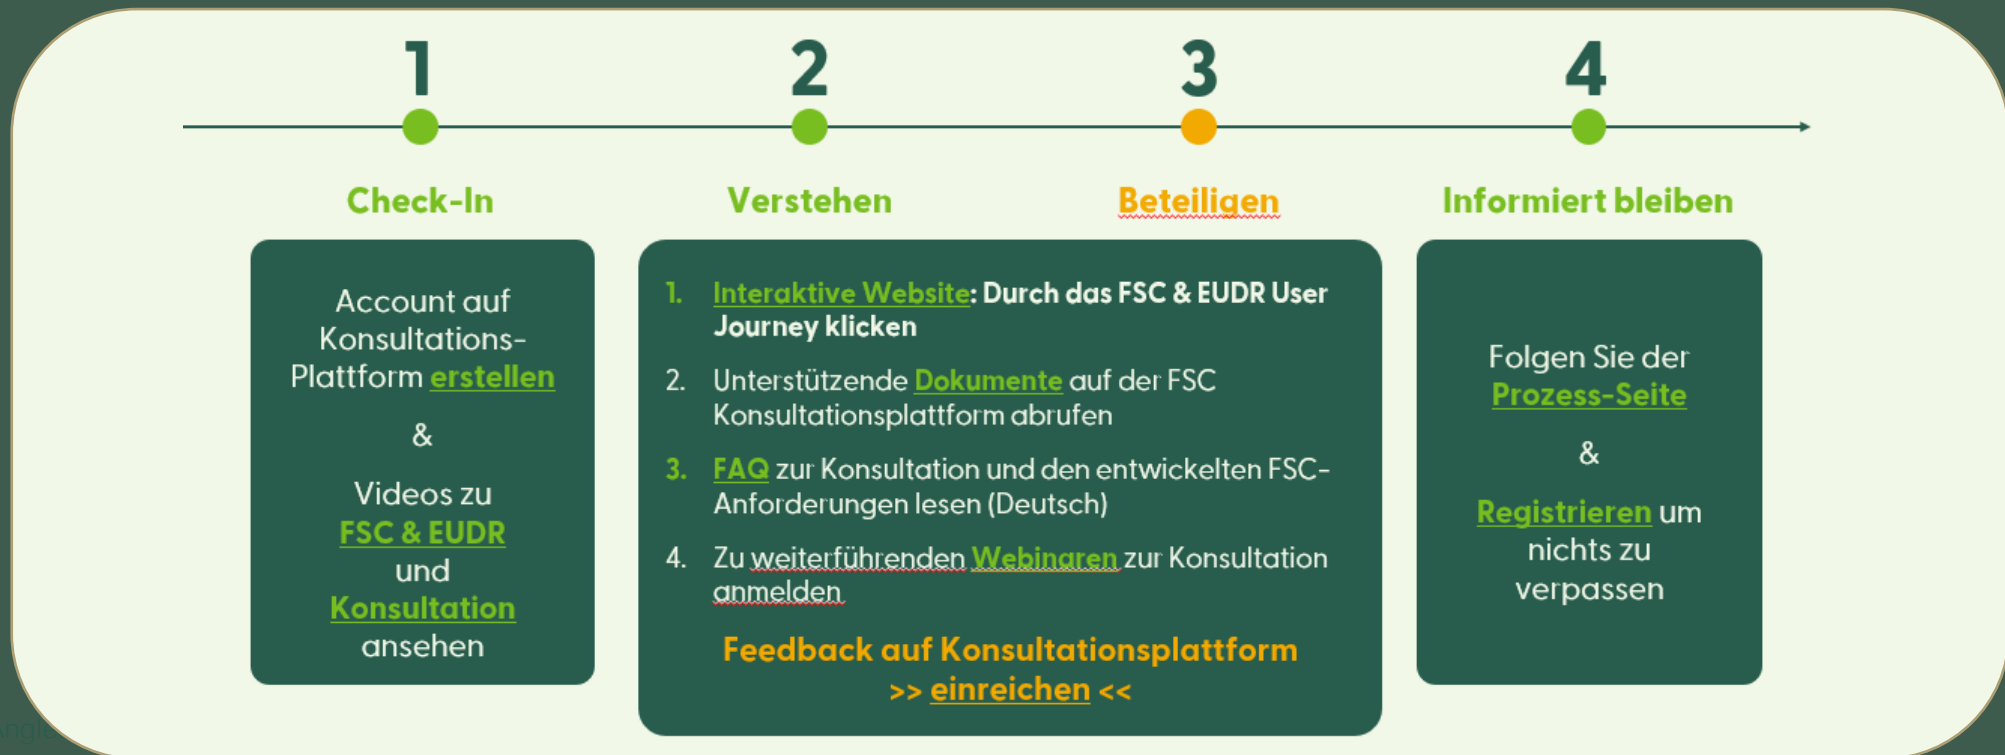 1
2
3
4
Check-In
Verstehen
Beteiligen
Informiert bleiben
Account auf
Konsultations-
Plattform erstellen
&
Videos zu
FSC & EUDR
und
Konsultation
ansehen
1. Interaktive Website: Durch das FSC & EUDR User
Journey klicken
2. Unterstützende Dokumente auf der FSC
Konsultationsplattform abrufen
3. FAQ zur Konsultation und den entwickelten FSC-
Anforderungen lesen (Deutsch)
4. Zu weiterführenden Webinaren zur Konsultation
anmelden
Feedback auf Konsultationsplattform
>> einreichen <<
Folgen Sie der
Prozess-Seite
&
Registrieren um
nichts zu
verpassen